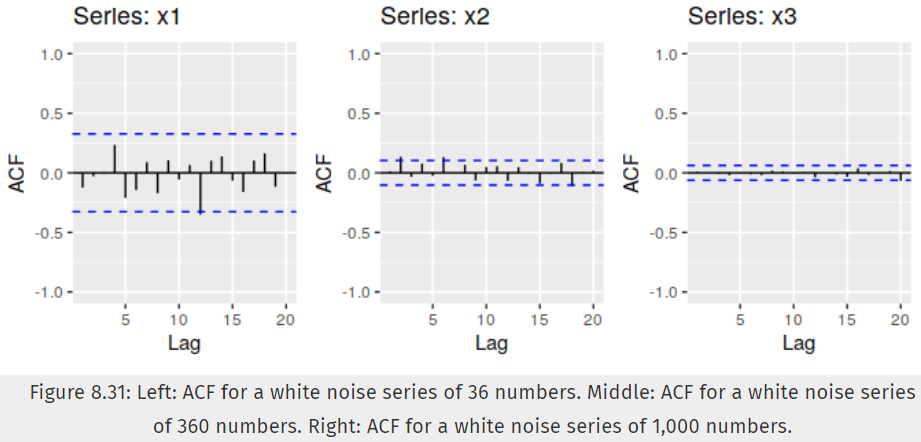 Series: x1
1.0
0.5
0.0
-0.5
-1.0
ACF
5 10 15 20
Lag
Series: x2
1.0
0.5
0.0
-0.5
-1.0
ACF
5 10 15 20
Lag
Series: x3
1.0
0.5
0.0
-0.5
-1.0
ACF
5 10 15 20
Lag
Figure 8.31: Left: ACF for a white noise series of 36 numbers. Middle: ACF for a white noise series
of 360 numbers. Right: ACF for a white noise series of 1,000 numbers.